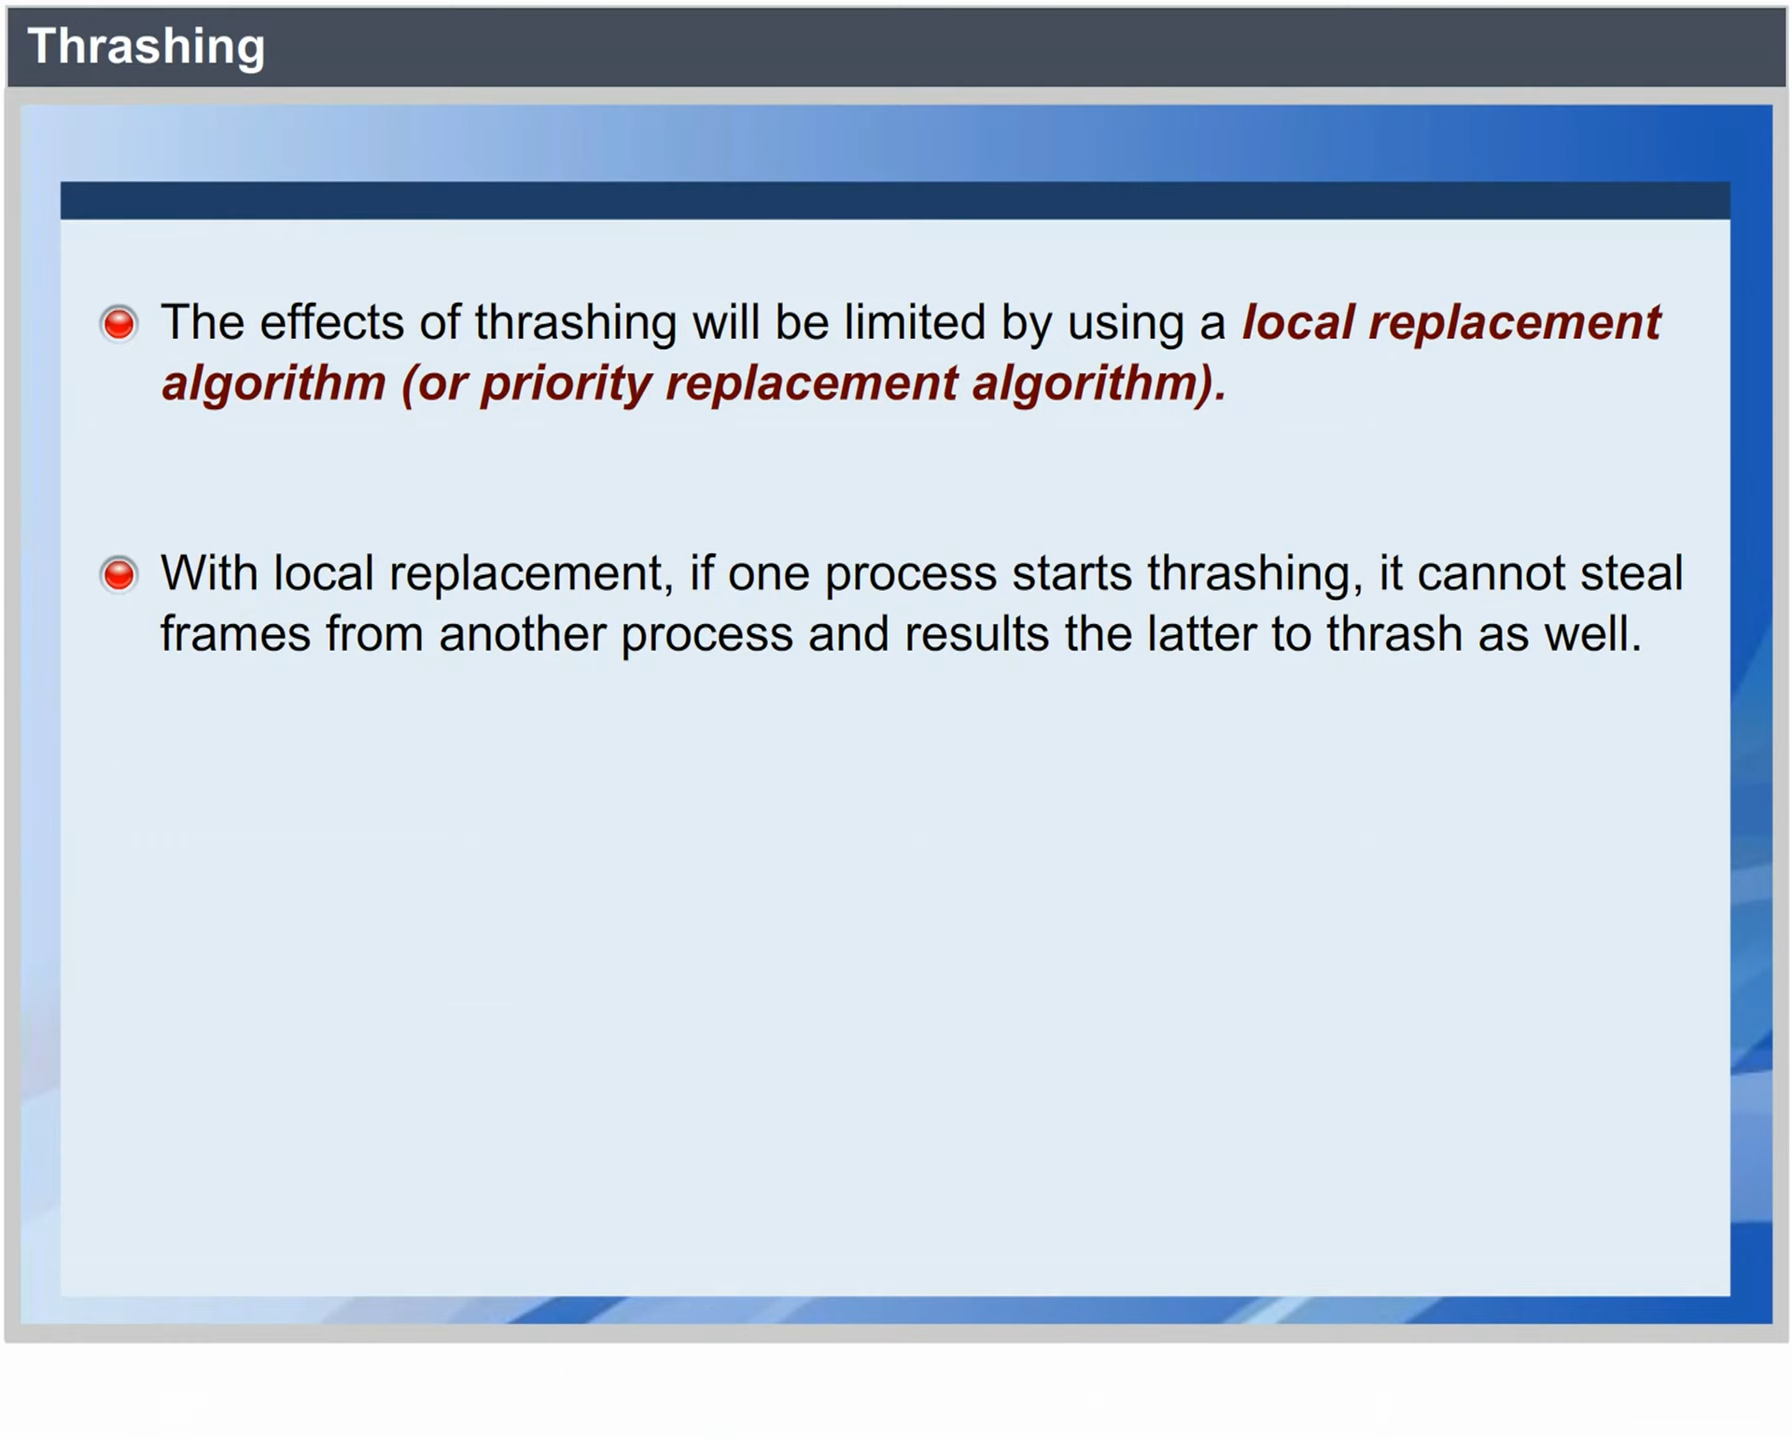 Thrashing
The effects of thrashing will be limited by using a local replacement
algorithm (or priority replacement algorithm).
With local replacement, if one process starts thrashing, it cannot steal
frames from another process and results the latter to thrash as well.